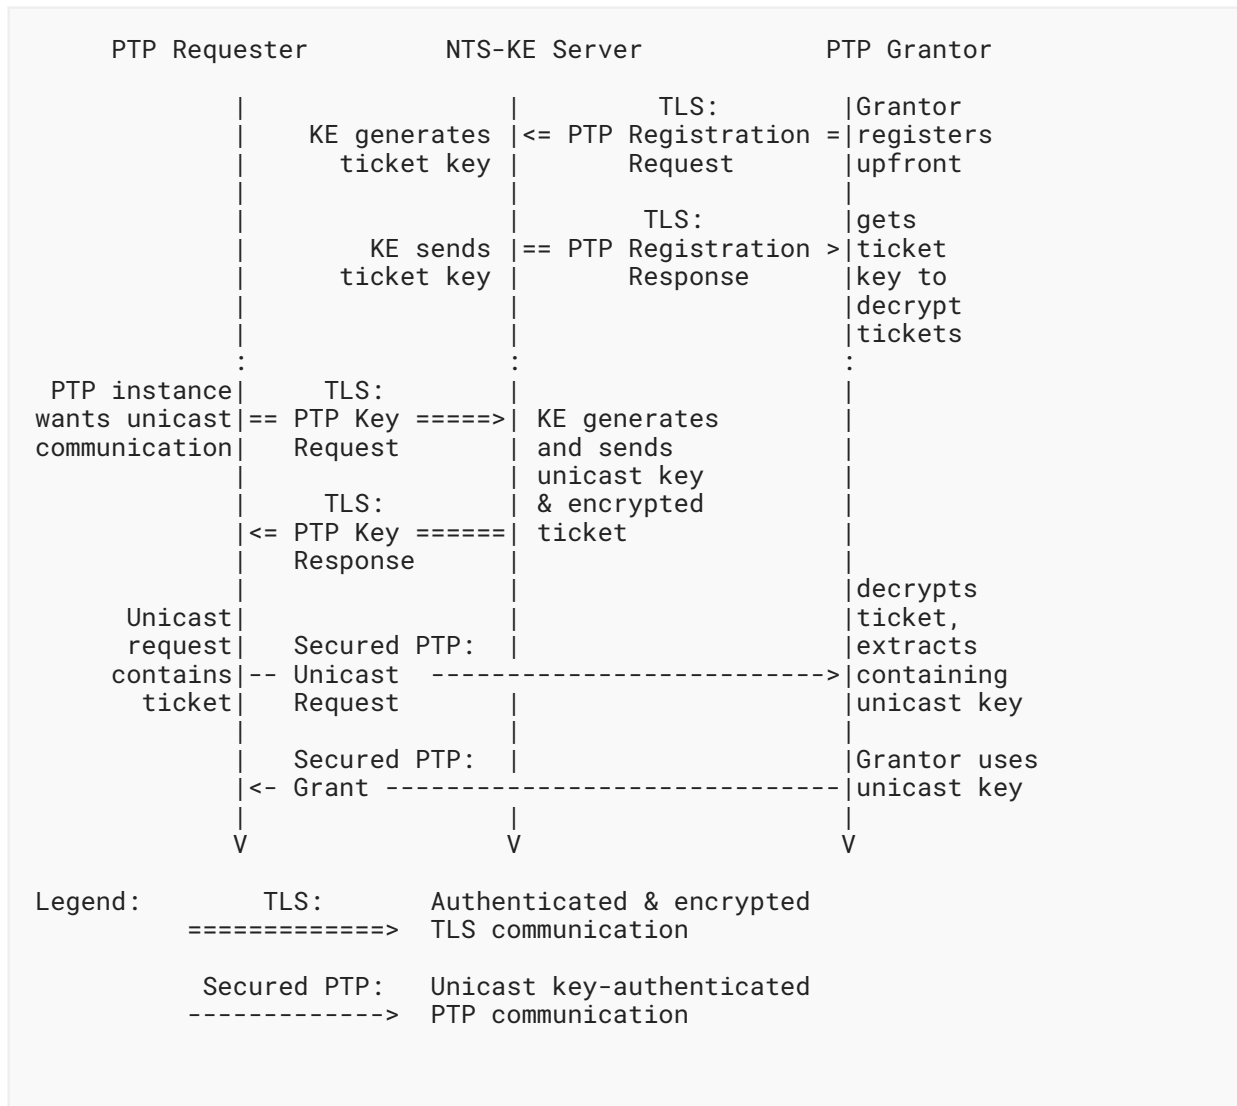 PTP Requester         NTS-KE Server            PTP Grantor

             |                 |         TLS:        |Grantor
             |    KE generates |<= PTP Registration =|registers
             |      ticket key |       Request       |upfront
             |                 |                     |
             |                 |        TLS:         |gets
             |        KE sends |== PTP Registration >|ticket
             |      ticket key |       Response      |key to
             |                 |                     |decrypt
             |                 |                     |tickets
             :                 :                     :
 PTP instance|     TLS:        |                     |
wants unicast|== PTP Key =====>| KE generates        |
communication|   Request       | and sends           |
             |                 | unicast key         |
             |     TLS:        | & encrypted         |
             |<= PTP Key ======| ticket              |
             |   Response      |                     |
             |                 |                     |decrypts
      Unicast|                 |                     |ticket,
      request|   Secured PTP:  |                     |extracts
     contains|-- Unicast  -------------------------->|containing
       ticket|   Request       |                     |unicast key
             |                 |                     |
             |   Secured PTP:  |                     |Grantor uses
             |<- Grant ------------------------------|unicast key
             |                 |                     |
             V                 V                     V

Legend:        TLS:       Authenticated & encrypted
          =============>  TLS communication

           Secured PTP:   Unicast key-authenticated
          ------------->  PTP communication